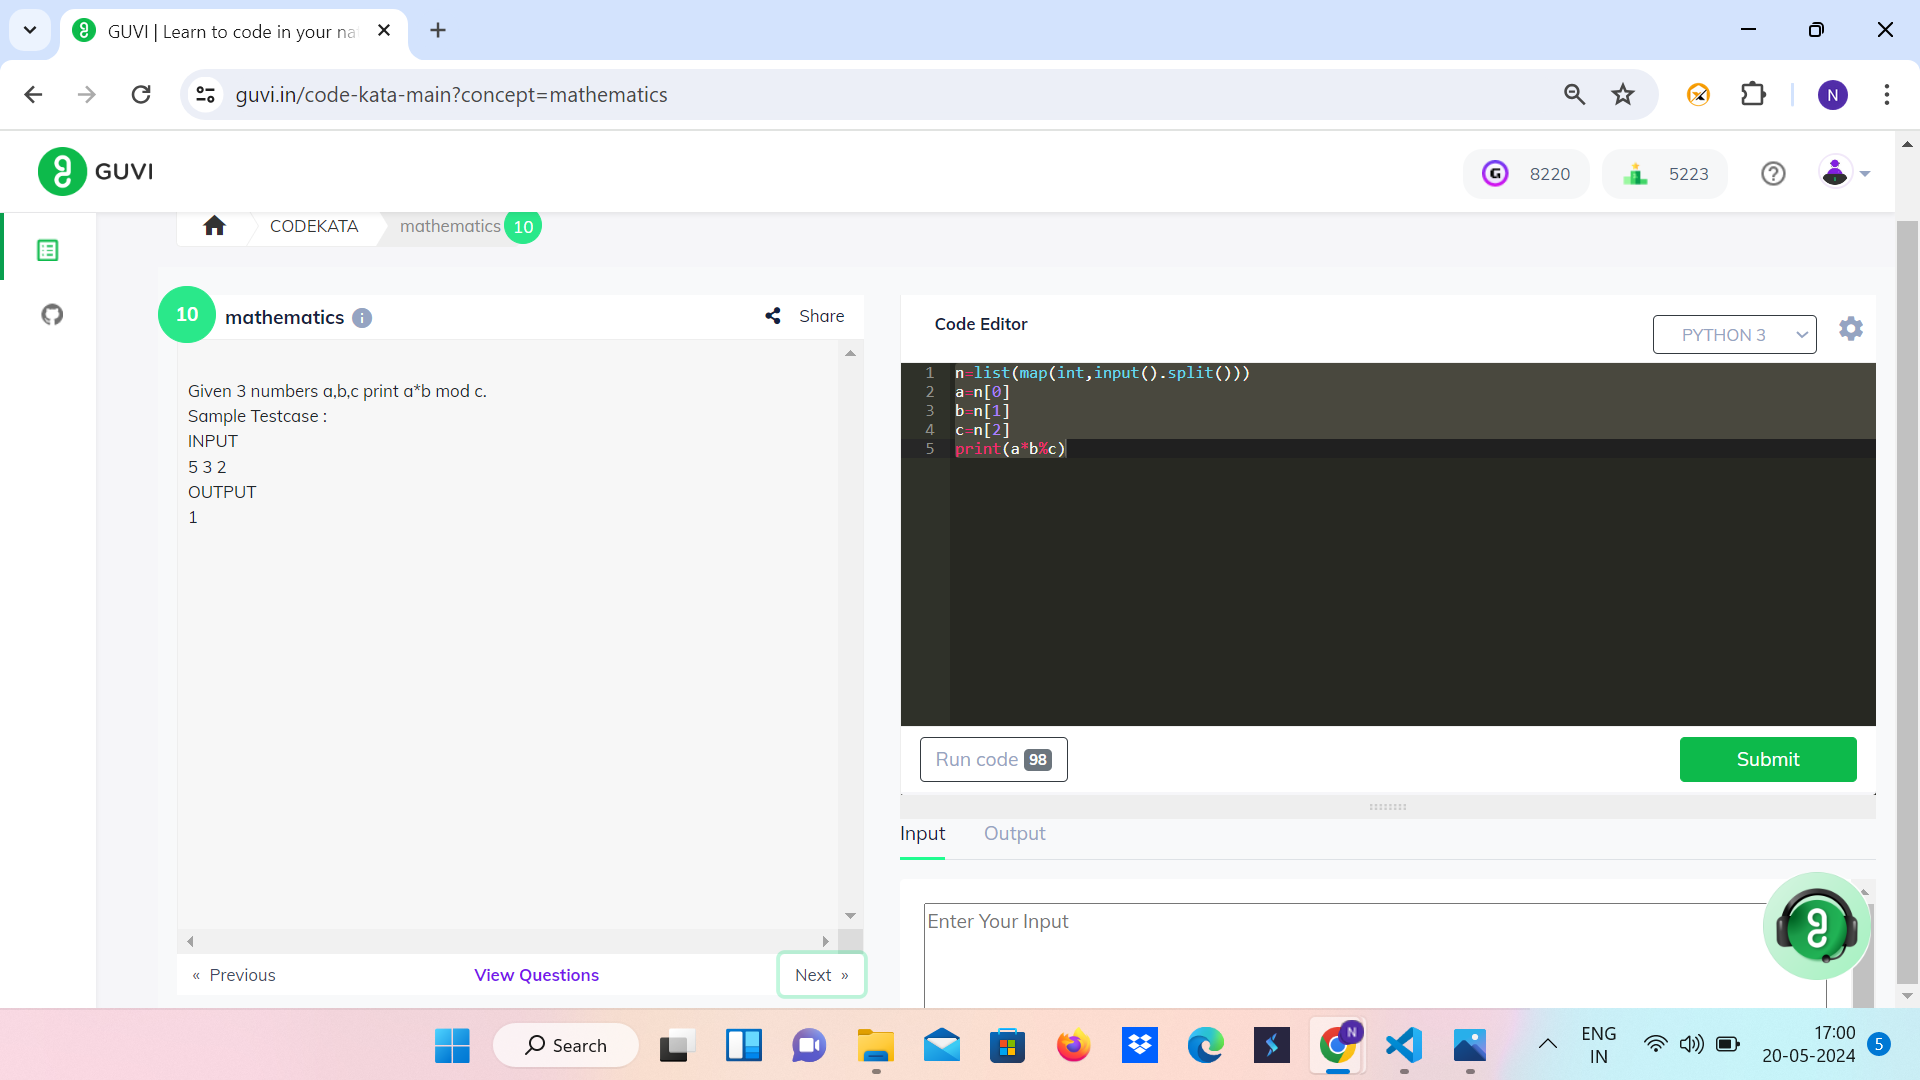 GUVI | Learn to code in your na
guvi.in/code-kata-main?concept=mathematics
N
GUVI
G 8220
5223
CODEKATA
mathematics 10
10 mathematics
Share
Given 3 numbers a,b,c print a*b mod c.
Sample Testcase :
INPUT
5 3 2
OUTPUT
1
« Previous
View Questions
Next »
Code Editor
PYTHON 3
1 n=list(map(int,input().split()))
2 a=n[0]
3 b=n[1]
4 c=n[2]
5 print(a*b%c)
Run code 98
Submit
Input
Output
Enter Your Input
Search
N
ENG
IN
17:00
20-05-2024
5